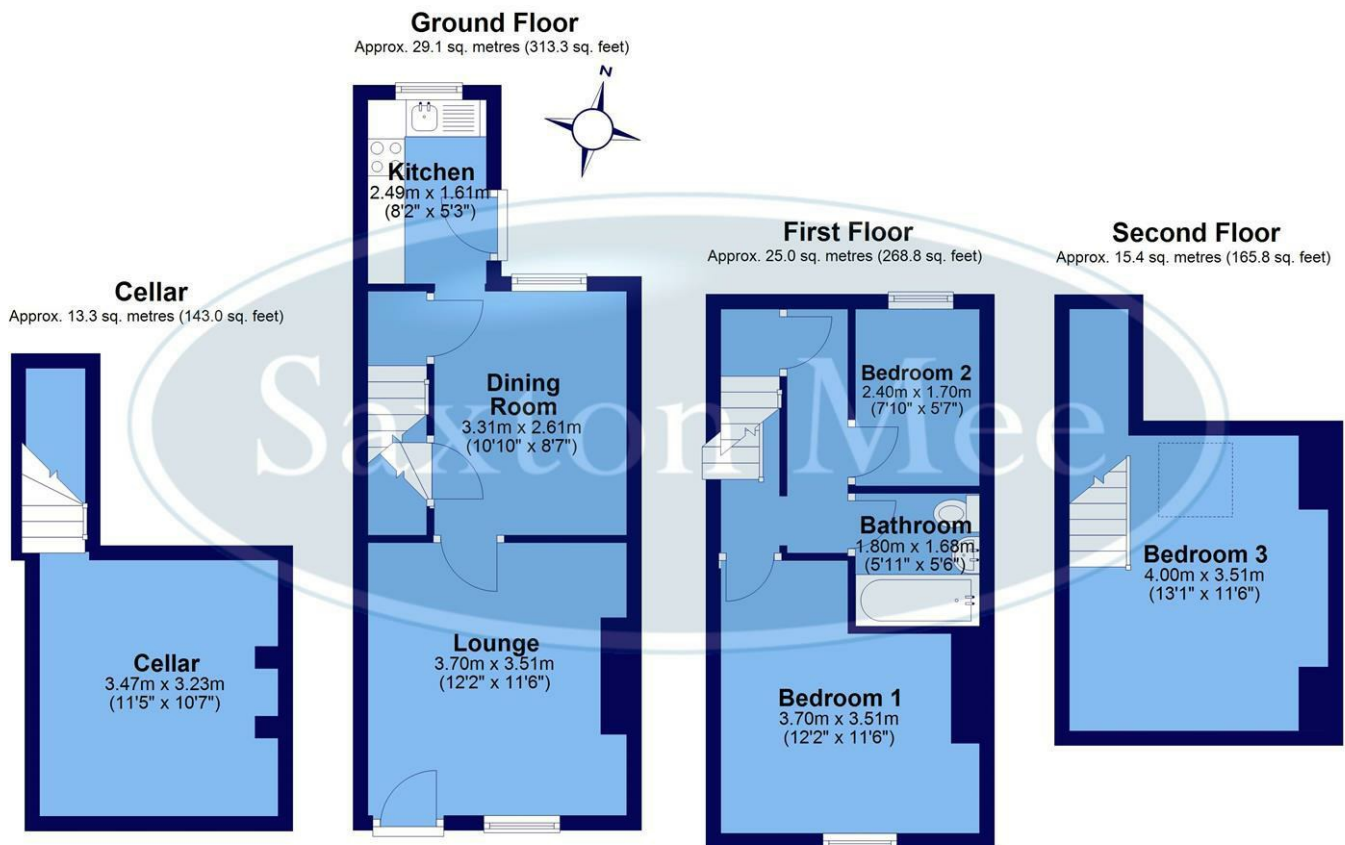 Ground Floor
Approx. 29.1 sq. metres (313.3 sq. feet)
N
Kitchen
2.49m x 1.61m
(8'2" x 5'3")
Dining
Room
3.31m x 2.61m
(10'10" x 8'7")
Lounge
3.70m x 3.51m
(12'2" x 11'6")
Cellar
Approx. 13.3 sq. metres (143.0 sq. feet)
Cellar
3.47m x 3.23m
(11'5" x 10'7")
First Floor
Approx. 25.0 sq. metres (268.8 sq. feet)
Bedroom 2
2.40m x 1.70m
(7'10" x 5'7")
Bathroom
1.80m x 1.68m
(5'11" x 5'6")
Bedroom 1
3.70m x 3.51m
(12'2" x 11'6")
Second Floor
Approx. 15.4 sq. metres (165.8 sq. feet)
Bedroom 3
4.00m x 3.51m
(13'1" x 11'6")
Saxton Mee